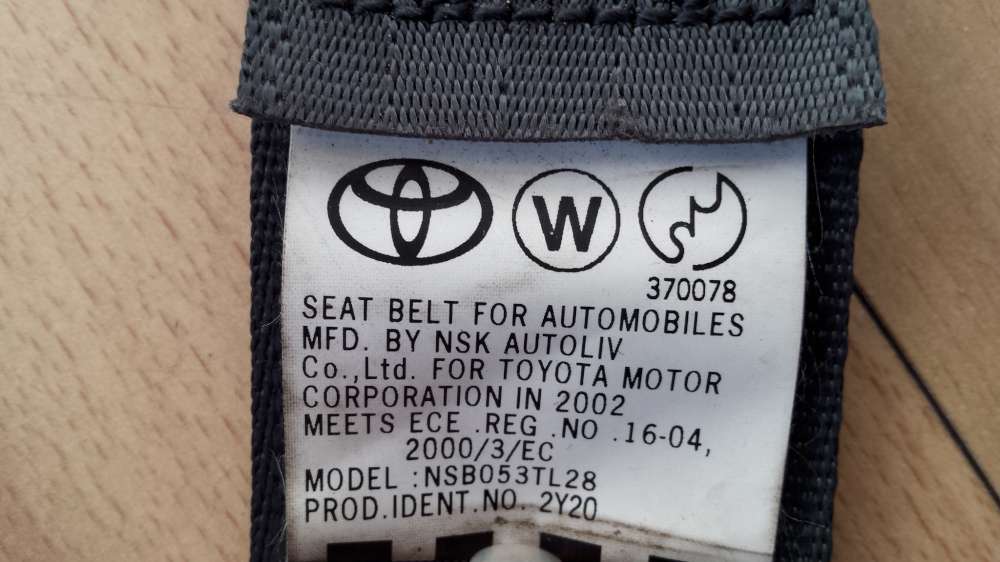 W
370078
SEAT BELT FOR AUTOMOBILES
MFD. BY NSK AUTOLIV
Co.,Ltd. FOR TOYOTA MOTOR
CORPORATION IN 2002
MEETS ECE .REG .NO .16-04,
2000/3/EC
MODEL :NSB053TL28
PROD.IDENT.NO. 2Y20